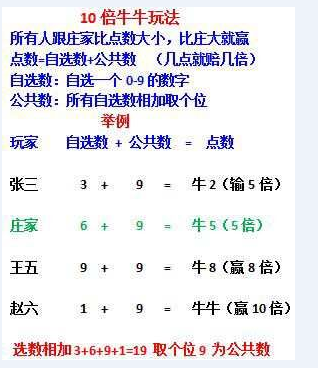 10 倍牛牛玩法
所有人跟庄家比点数大小，比庄大就赢
点数=自选数+公共数 （几点就赔几倍）
自选数：自选一个 0-9 的数字
公共数：所有自选数相加取个位
举例
玩家 自选数 + 公共数 = 点数
张三 3 + 9 = 牛 2（输 5 倍）
庄家 6 + 9 = 牛 5（5 倍）
王五 9 + 9 = 牛 8（赢 8 倍）
赵六 1 + 9 = 牛牛（赢 10 倍）
选数相加 3+6+9+1=19 取个位 9 为公共数